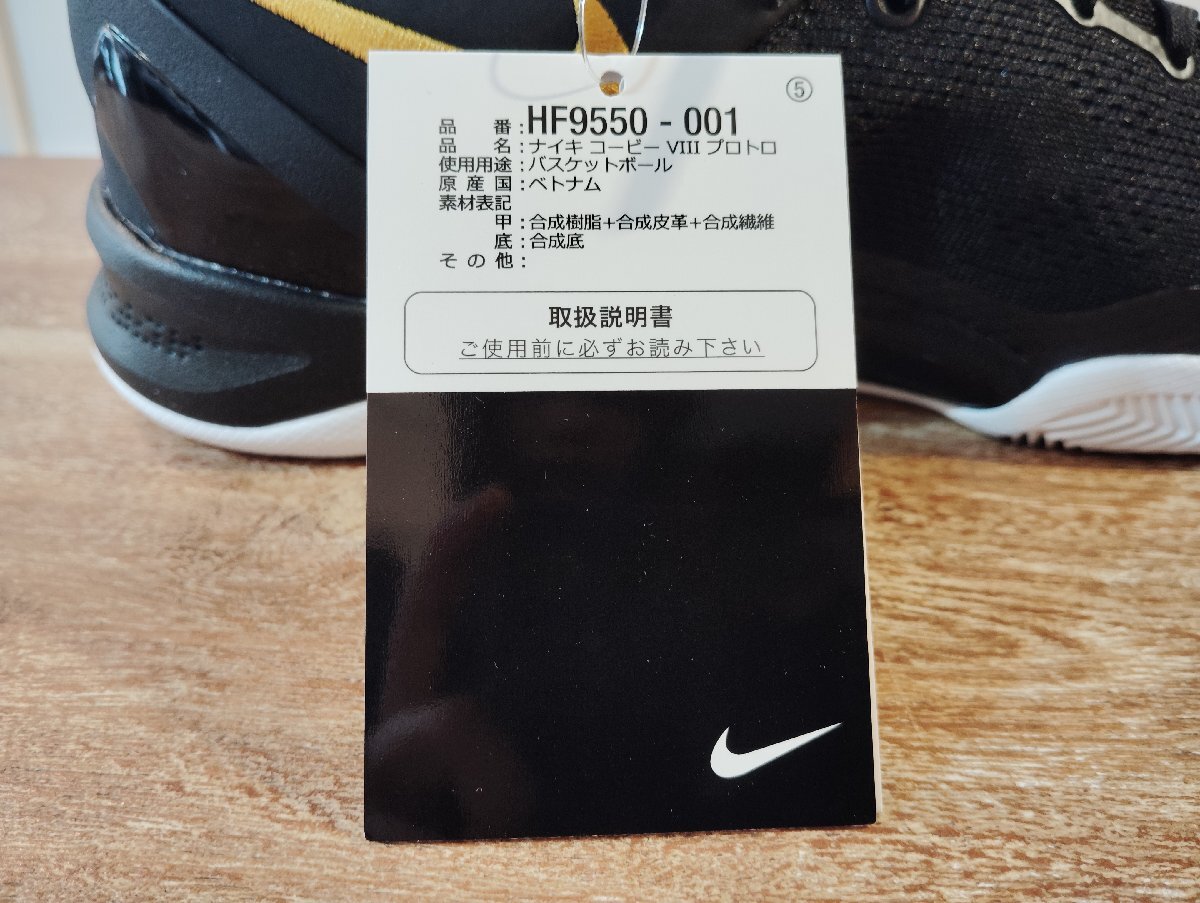 ⑤
品 番:HF9550 - 001
品 名:ナイキ コービー VIII プロトロ
使用用途:バスケットボール
原 産 国:ベトナム
素材表記
甲:合成樹脂+合成皮革+合成繊維
底:合成底
そ の 他:
取扱説明書
ご使用前に必ずお読み下さい